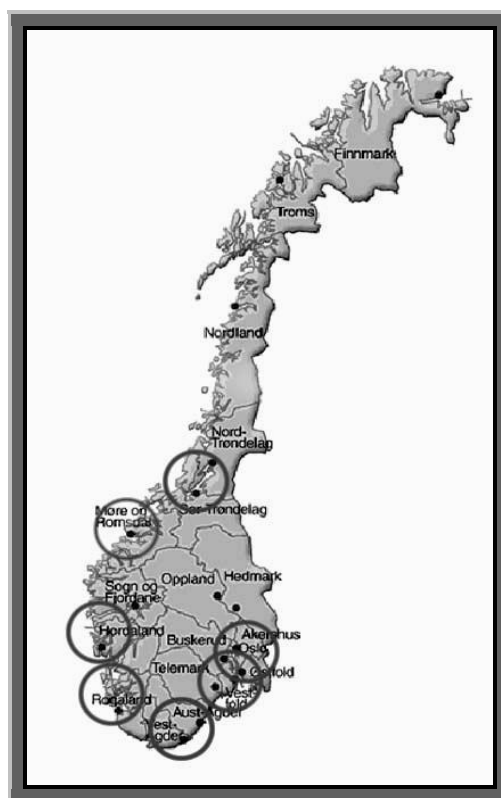 Finnmark
Troms
Nordland
Nord-
Trøndelag
Sør-Trøndelag
Møre og
Romsdal
Oppland
Hedmark
Sogn og
Fjordane
Hordaland
Buskerud
Akershus
Oslo
Telemark
Østfold
Vest-
fold
Rogaland
Aust-Agder
Vest-
Agder